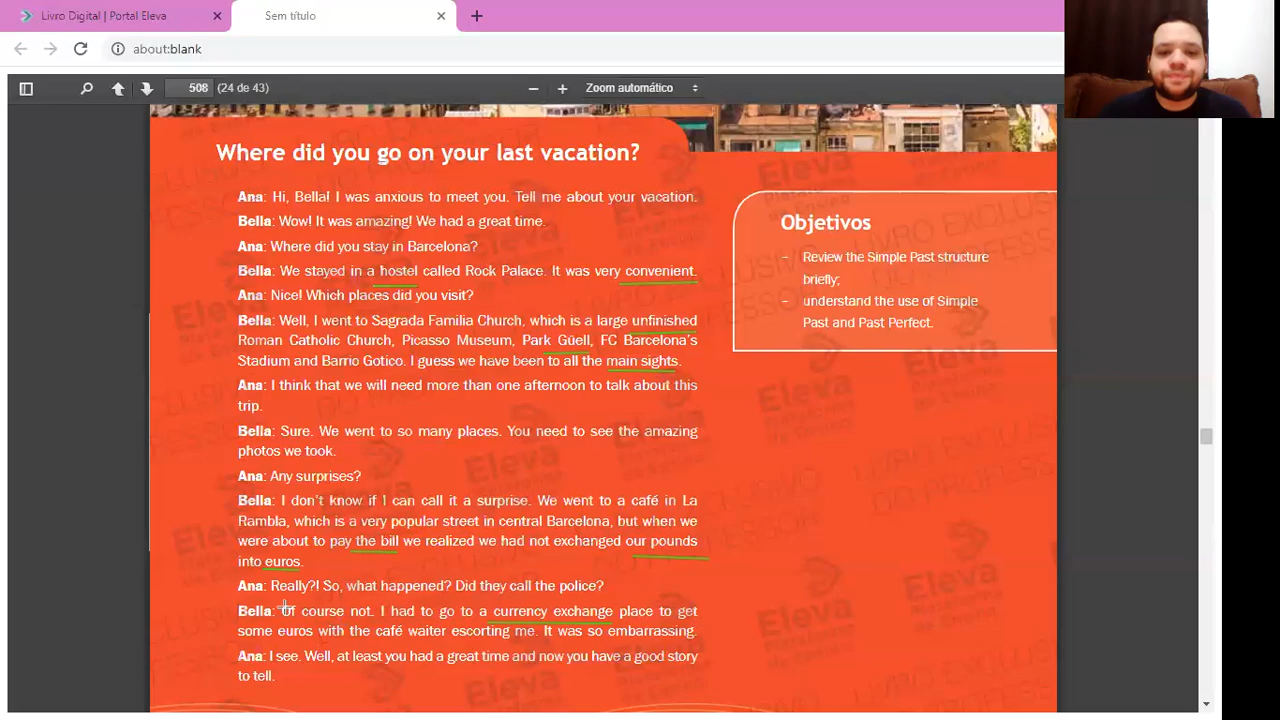 Livro Digital | Portal Eleva
Sem título
about:blank
508 (24 de 43)
Zoom automático
Where did you go on your last vacation?
Ana: Hi, Bella! I was anxious to meet you. Tell me about your vacation.
Bella: Wow! It was amazing! We had a great time.
Ana: Where did you stay in Barcelona?
Bella: We stayed in a hostel called Rock Palace. It was very convenient.
Ana: Nice! Which places did you visit?
Bella: Well, I went to Sagrada Familia Church, which is a large unfinished
Roman Catholic Church, Picasso Museum, Park Güell, FC Barcelona's
Stadium and Barrio Gotico. I guess we have been to all the main sights.
Ana: I think that we will need more than one afternoon to talk about this
trip.
Bella: Sure. We went to so many places. You need to see the amazing
photos we took.
Ana: Any surprises?
Bella: I don't know if I can call it a surprise. We went to a café in La
Rambla, which is a very popular street in central Barcelona, but when we
were about to pay the bill we realized we had not exchanged our pounds
into euros.
Ana: Really?! So, what happened? Did they call the police?
Bella: Of course not. I had to go to a currency exchange place to get
some euros with the café waiter escorting me. It was so embarrassing.
Ana: I see. Well, at least you had a great time and now you have a good story
to tell.
Objetivos
- Review the Simple Past structure
briefly;
- understand the use of Simple
Past and Past Perfect.